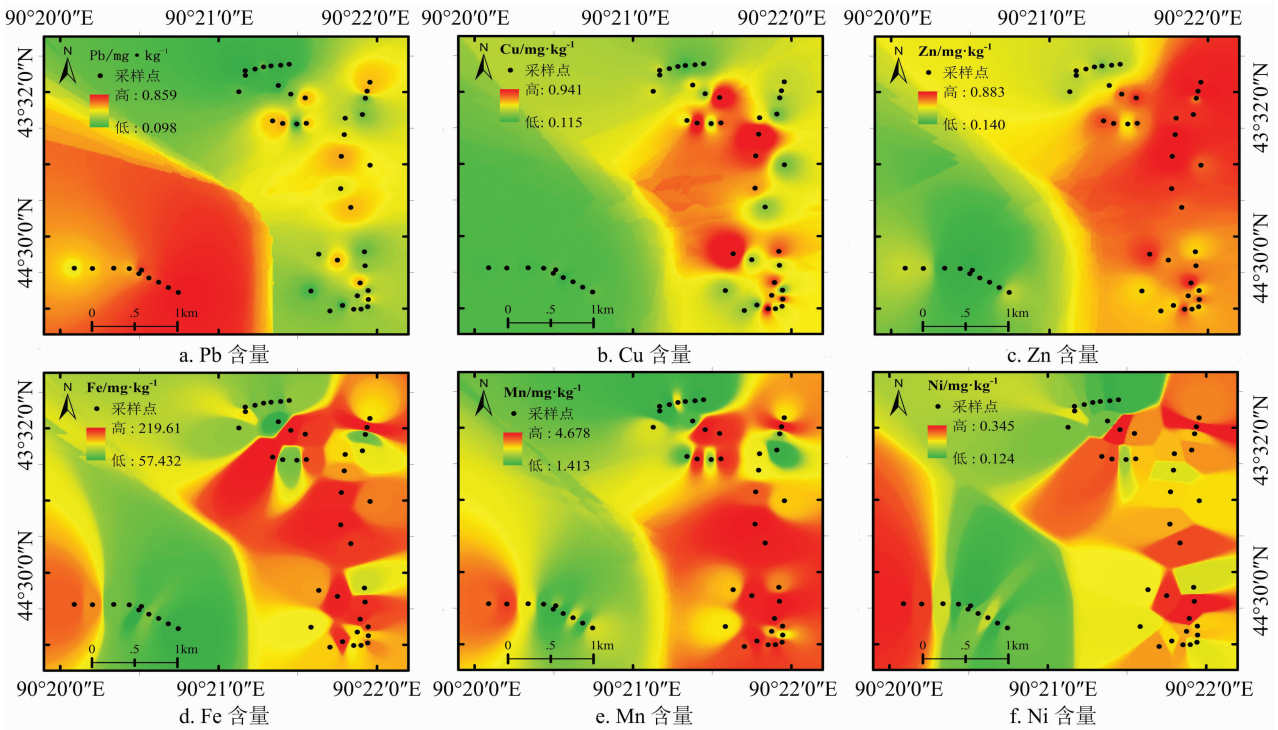 90°20′0″E 90°21′0″E 90°22′0″E 90°20′0″E 90°21′0″E 90°22′0″E 90°20′0″E 90°21′0″E 90°22′0″E
N
Pb/mg • kg⁻¹
采样点
高 : 0.859
低 : 0.098
43°32′0″N
44°30′0″N
0 .5 1km
a. Pb 含量
N
Cu/mg·kg⁻¹
采样点
高: 0.941
低: 0.115
0 .5 1km
b. Cu 含量
N
Zn/mg·kg⁻¹
采样点
高 : 0.883
低 : 0.140
43°32′0″N
44°30′0″N
0 .5 1km
c. Zn 含量
N
Fe/mg·kg⁻¹
采样点
高 : 219.61
低 : 57.432
43°32′0″N
44°30′0″N
0 .5 1km
N
Mn/mg·kg⁻¹
采样点
高 : 4.678
低 : 1.413
0 .5 1km
N
Ni/mg·kg⁻¹
采样点
高 : 0.345
低 : 0.124
43°32′0″N
44°30′0″N
0 .5 1km
90°20′0″E 90°21′0″E 90°22′0″E 90°20′0″E 90°21′0″E 90°22′0″E 90°20′0″E 90°21′0″E 90°22′0″E
d. Fe 含量
e. Mn 含量
f. Ni 含量